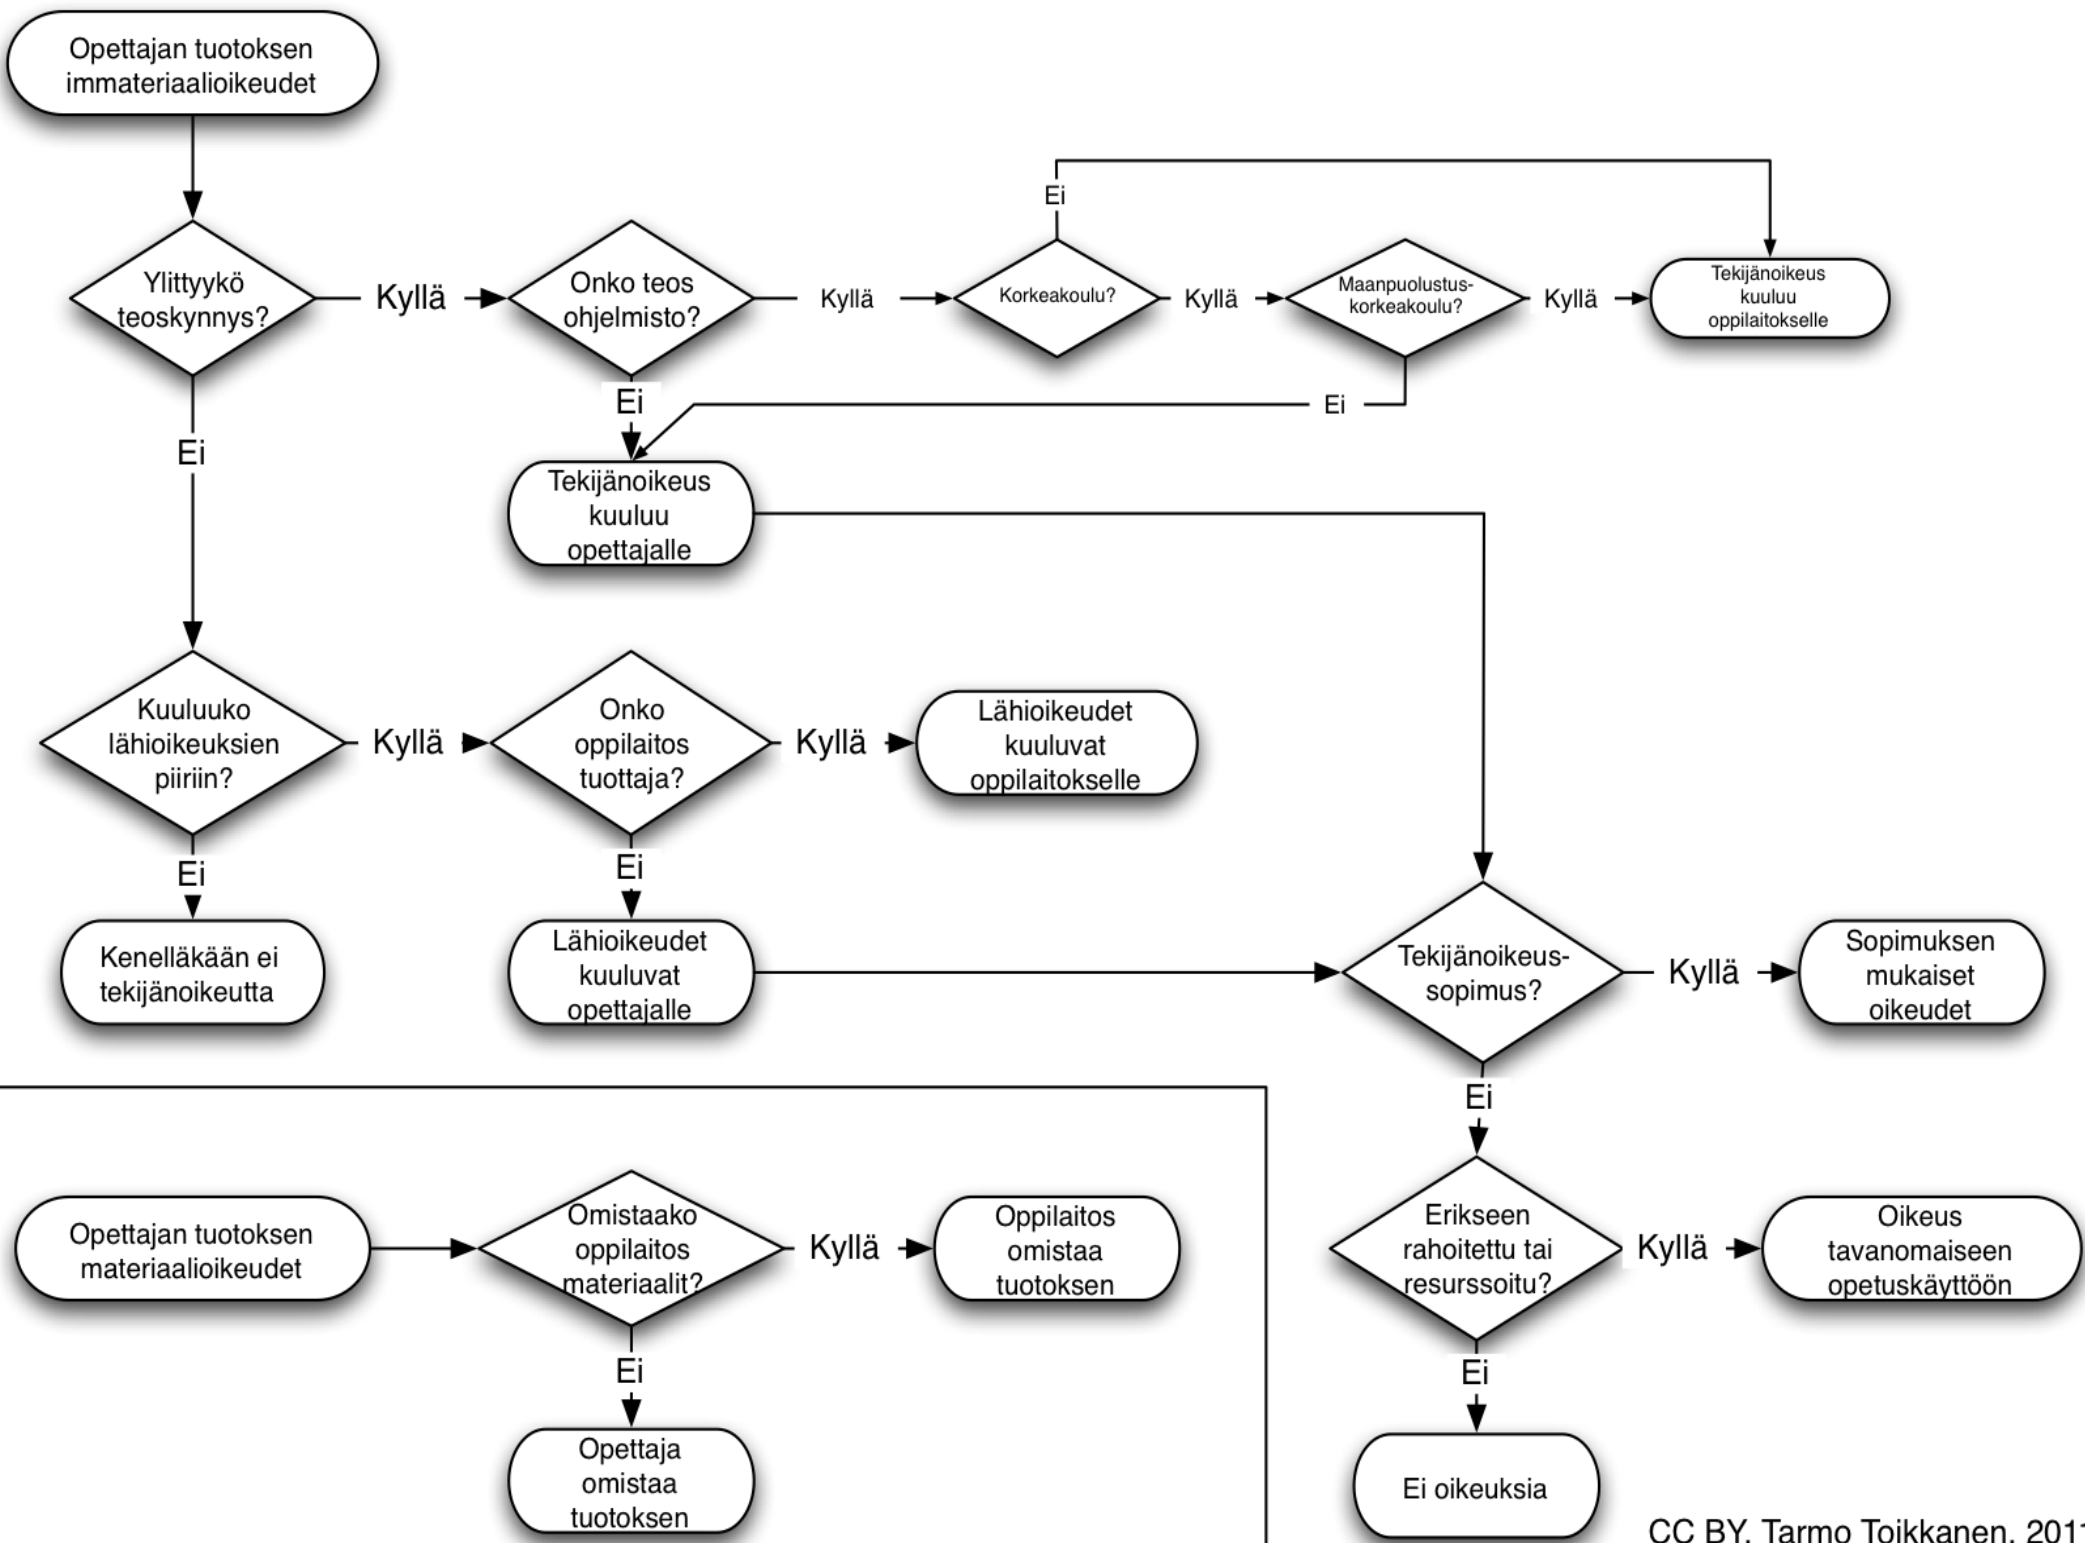 Opettajan tuotoksen
immateriaalioikeudet
Ei
Ylittyykö
teoskynnys?
Kyllä
Onko teos
ohjelmisto?
Kyllä
Korkeakoulu?
Kyllä
Maanpuolustus-
korkeakoulu?
Kyllä
Tekijänoikeus
kuuluu
oppilaitokselle
Ei
Ei
Ei
Tekijänoikeus
kuuluu
opettajalle
Kuuluuko
lähioikeuksien
piiriin?
Kyllä
Onko
oppilaitos
tuottaja?
Kyllä
Lähioikeudet
kuuluvat
oppilaitokselle
Ei
Ei
Kenelläkään ei
tekijänoikeutta
Lähioikeudet
kuuluvat
opettajalle
Tekijänoikeus-
sopimus?
Kyllä
Sopimuksen
mukaiset
oikeudet
Ei
Opettajan tuotoksen
materiaalioikeudet
Omistaako
oppilaitos
materiaalit?
Kyllä
Oppilaitos
omistaa
tuotoksen
Erikseen
rahoitettu tai
resurssoitu?
Kyllä
Oikeus
tavanomaiseen
opetuskäyttöön
Ei
Ei
Opettaja
omistaa
tuotoksen
Ei oikeuksia
CC BY, Tarmo Toikkanen, 2011